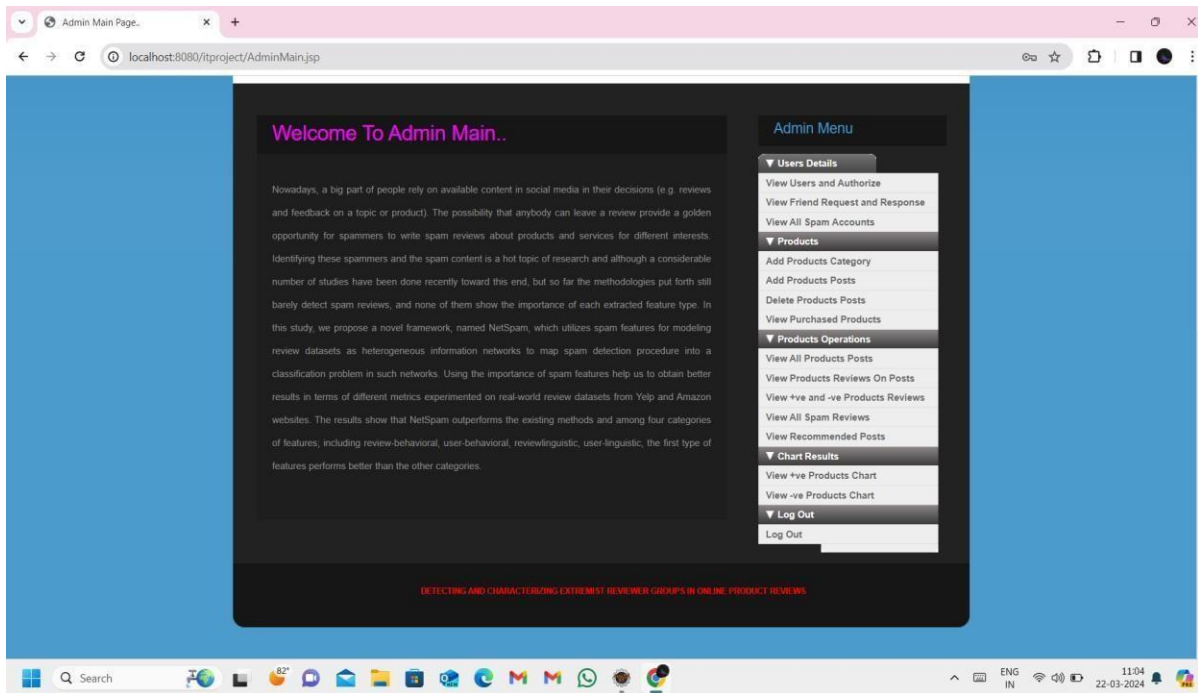 Admin Main Page..
localhost:8080/itproject/AdminMain.jsp
Welcome To Admin Main..
Nowadays, a big part of people rely on available content in social media in their decisions (e.g. reviews
and feedback on a topic or product). The possibility that anybody can leave a review provide a golden
opportunity for spammers to write spam reviews about products and services for different interests.
Identifying these spammers and the spam content is a hot topic of research and although a considerable
number of studies have been done recently toward this end, but so far the methodologies put forth still
barely detect spam reviews, and none of them show the importance of each extracted feature type. In
this study, we propose a novel framework, named NetSpam, which utilizes spam features for modeling
review datasets as heterogeneous information networks to map spam detection procedure into a
classification problem in such networks. Using the importance of spam features help us to obtain better
results in terms of different metrics experimented on real-world review datasets from Yelp and Amazon
websites. The results show that NetSpam outperforms the existing methods and among four categories
of features; including review-behavioral, user-behavioral, reviewlinguistic, user-linguistic, the first type of
features performs better than the other categories.
Admin Menu
▼ Users Details
View Users and Authorize
View Friend Request and Response
View All Spam Accounts
▼ Products
Add Products Category
Add Products Posts
Delete Products Posts
View Purchased Products
▼ Products Operations
View All Products Posts
View Products Reviews On Posts
View +ve and -ve Products Reviews
View All Spam Reviews
View Recommended Posts
▼ Chart Results
View +ve Products Chart
View -ve Products Chart
▼ Log Out
Log Out
DETECTING AND CHARACTERIZING EXTREMIST REVIEWER GROUPS IN ONLINE PRODUCT REVIEWS
Search
82°
ENG
IN
11:04
22-03-2024